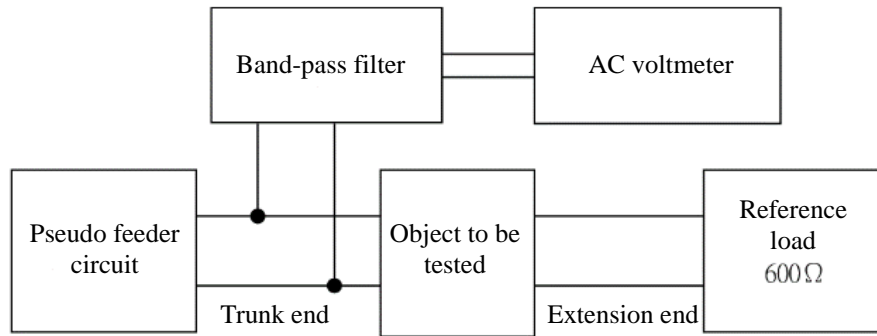 Band-pass filter
AC voltmeter
Pseudo feeder
circuit
Object to be
tested
Reference
load
600Ω
Trunk end
Extension end